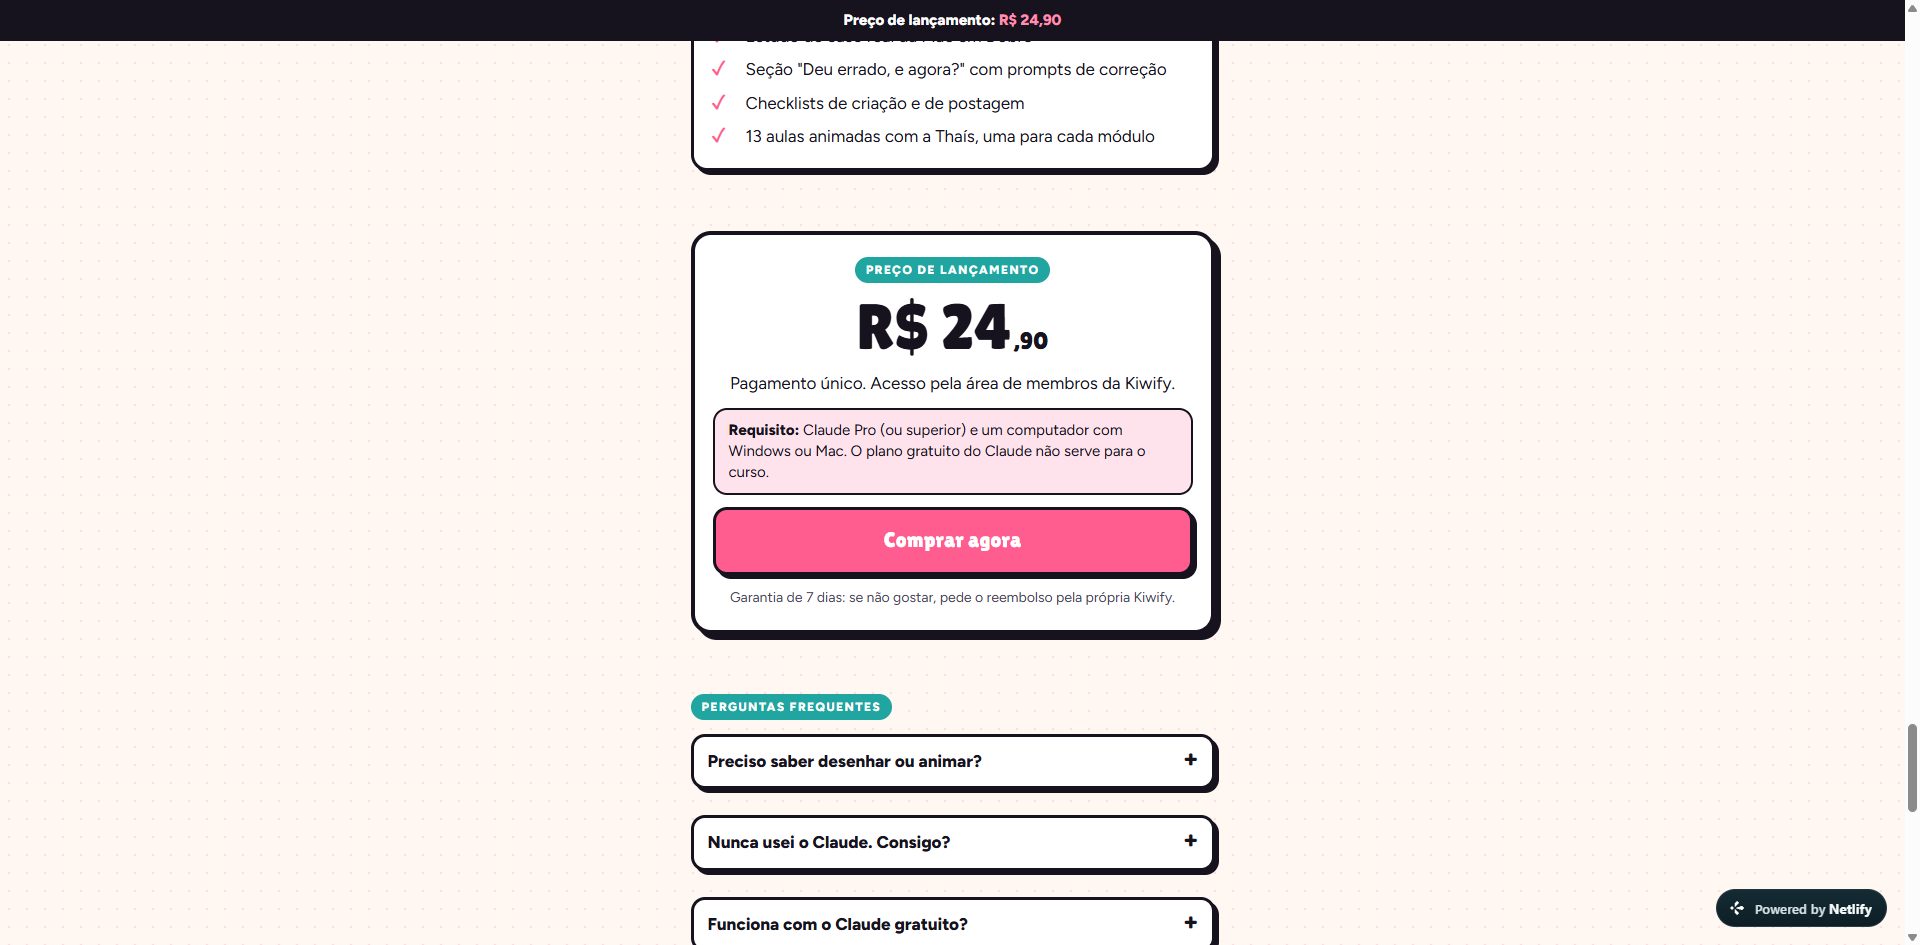 Preço de lançamento: R$ 24,90
Seção "Deu errado, e agora?" com prompts de correção
Checklists de criação e de postagem
13 aulas animadas com a Thaís, uma para cada módulo
PREÇO DE LANÇAMENTO
R$ 24,90
Pagamento único. Acesso pela área de membros da Kiwify.
Requisito: Claude Pro (ou superior) e um computador com
Windows ou Mac. O plano gratuito do Claude não serve para o
curso.
Comprar agora
Garantia de 7 dias: se não gostar, pede o reembolso pela própria Kiwify.
PERGUNTAS FREQUENTES
Preciso saber desenhar ou animar? +
Nunca usei o Claude. Consigo? +
Funciona com o Claude gratuito? +
Powered by Netlify